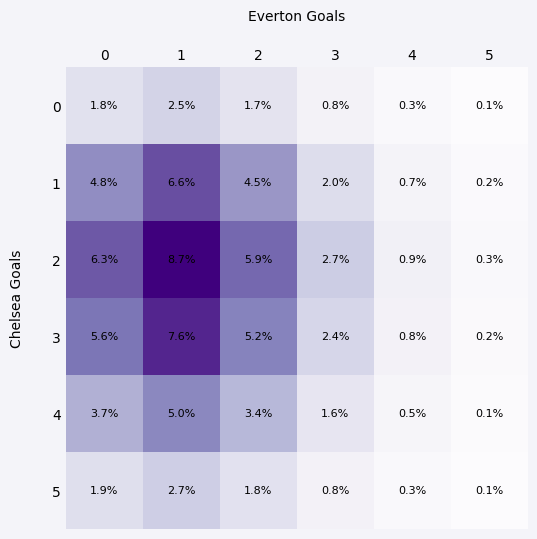 Everton Goals
0 1 2 3 4 5
0 1.8% 2.5% 1.7% 0.8% 0.3% 0.1%
1 4.8% 6.6% 4.5% 2.0% 0.7% 0.2%
2 6.3% 8.7% 5.9% 2.7% 0.9% 0.3%
3 5.6% 7.6% 5.2% 2.4% 0.8% 0.2%
4 3.7% 5.0% 3.4% 1.6% 0.5% 0.1%
5 1.9% 2.7% 1.8% 0.8% 0.3% 0.1%
Chelsea Goals